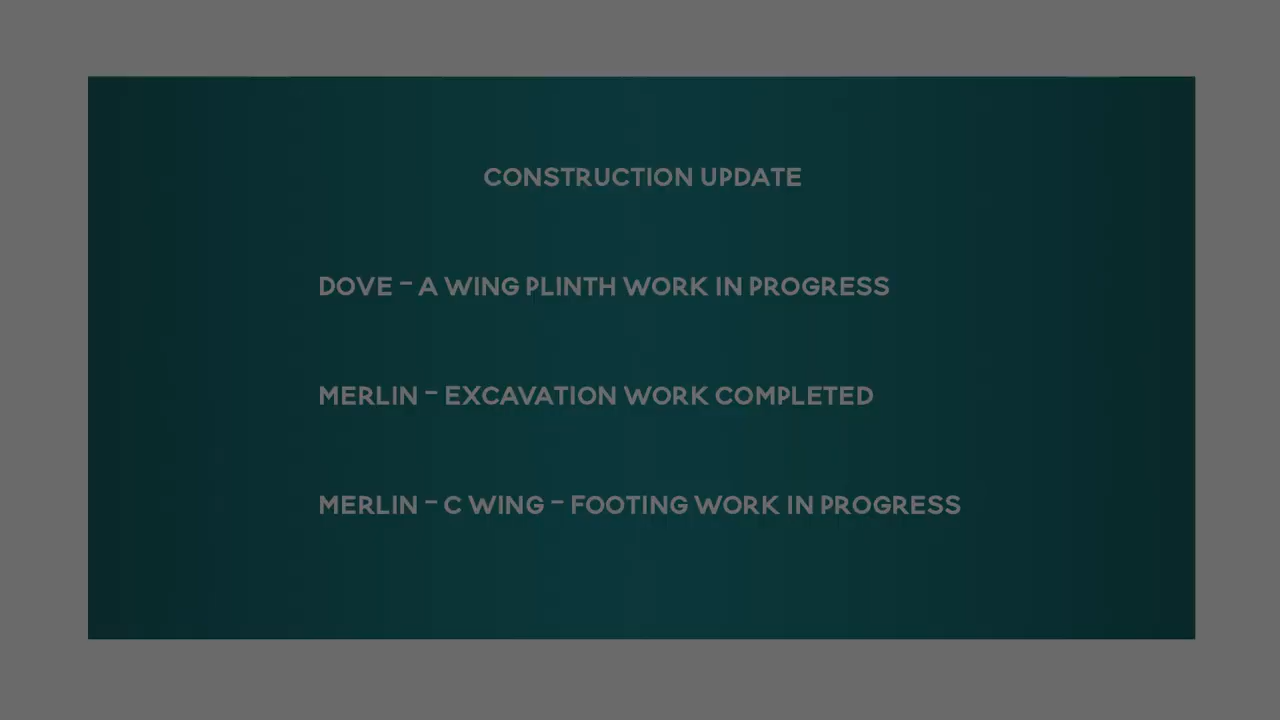 CONSTRUCTION UPDATE
DOVE - A WING PLINTH WORK IN PROGRESS
MERLIN - EXCAVATION WORK COMPLETED
MERLIN - C WING - FOOTING WORK IN PROGRESS